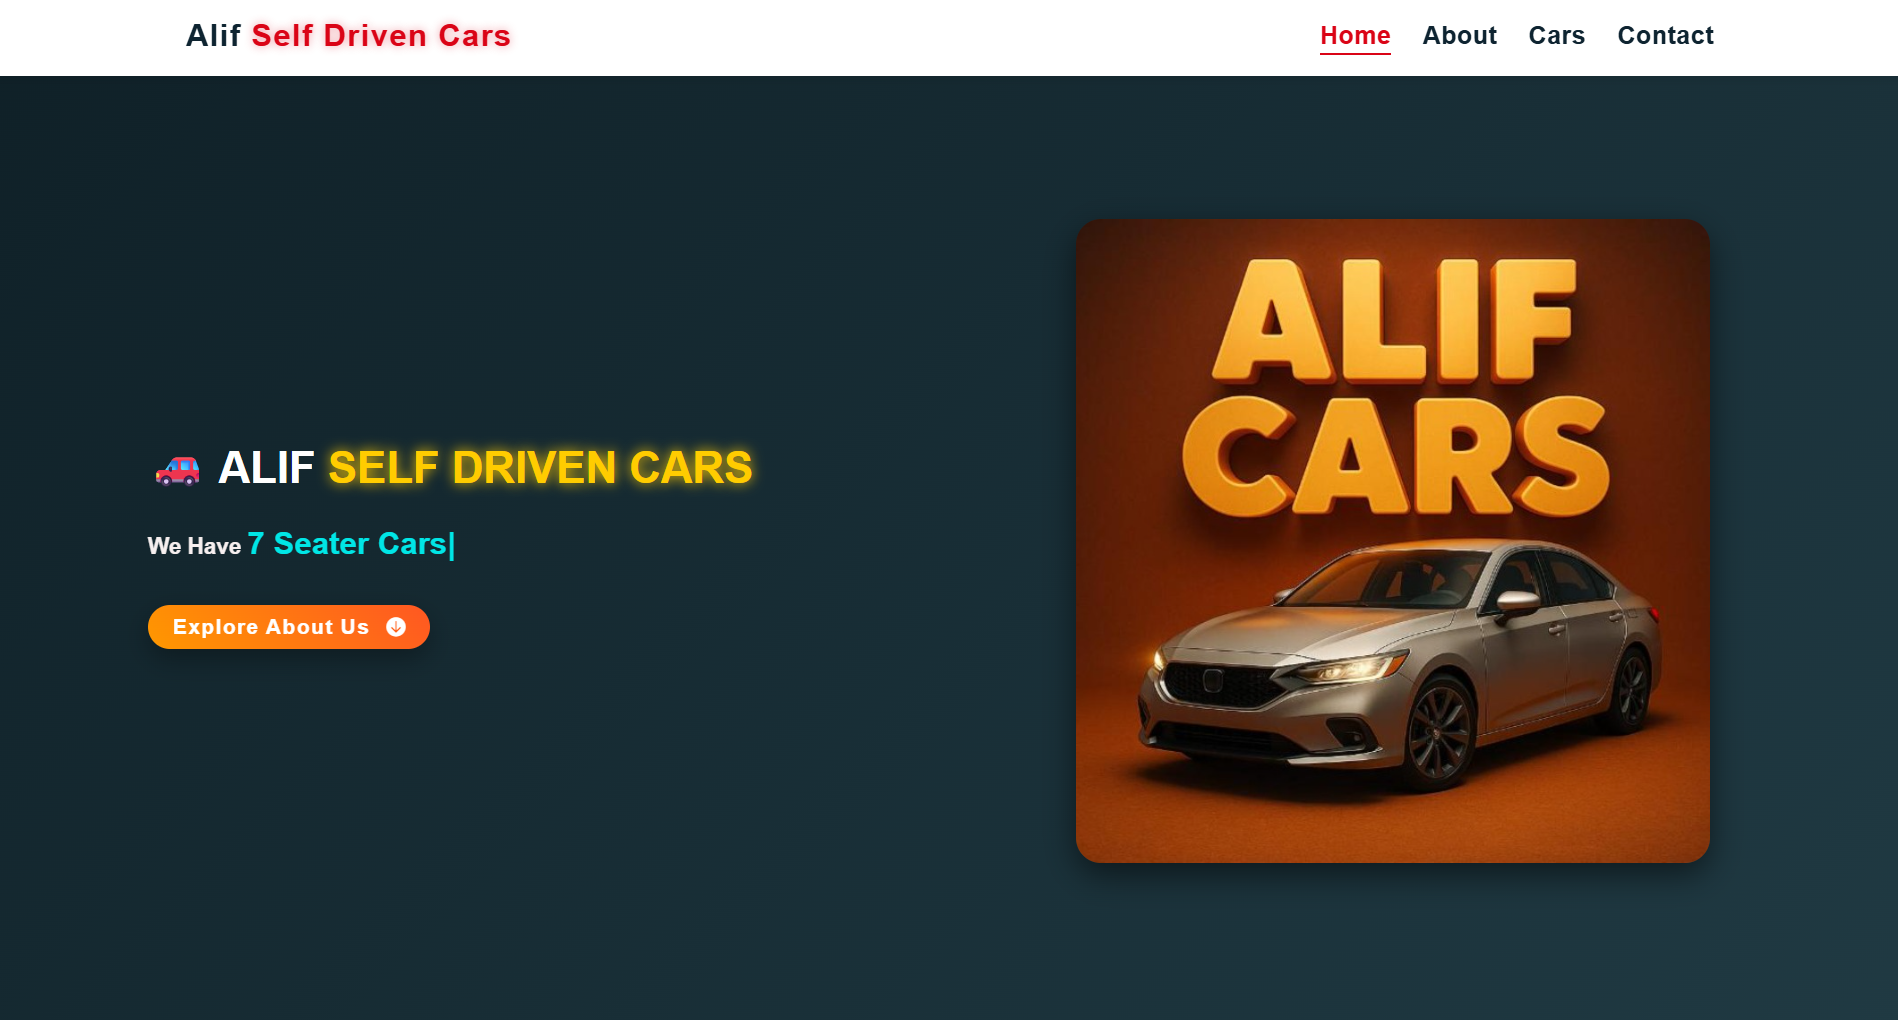 Alif Self Driven Cars
Home About Cars Contact
ALIF SELF DRIVEN CARS
We Have 7 Seater Cars|
Explore About Us
ALIF
CARS